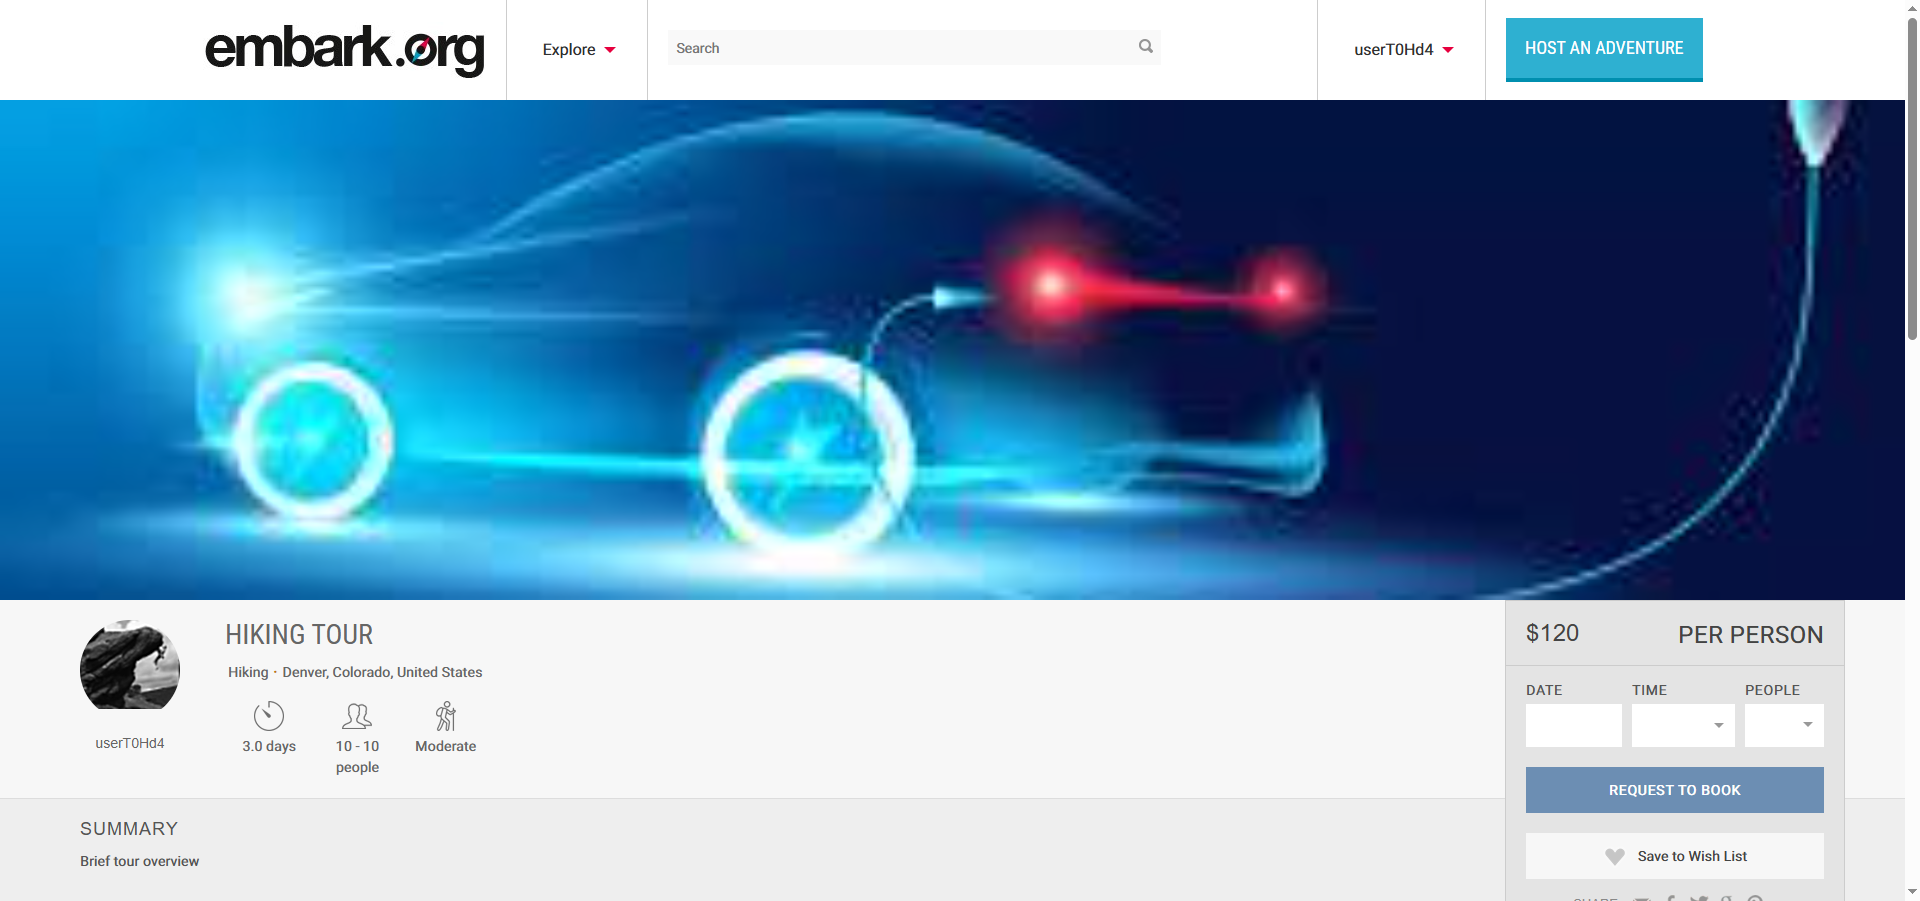 embark.org
Explore
Search
userT0Hd4
HOST AN ADVENTURE
HIKING TOUR
Hiking · Denver, Colorado, United States
3.0 days
10 - 10
people
Moderate
userT0Hd4
$120
PER PERSON
DATE
TIME
PEOPLE
REQUEST TO BOOK
Save to Wish List
SUMMARY
Brief tour overview